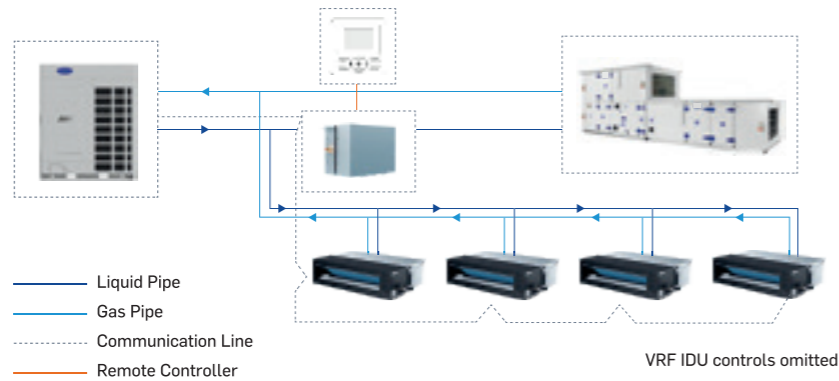 Liquid Pipe
Gas Pipe
Communication Line
Remote Controller
VRF IDU controls omitted